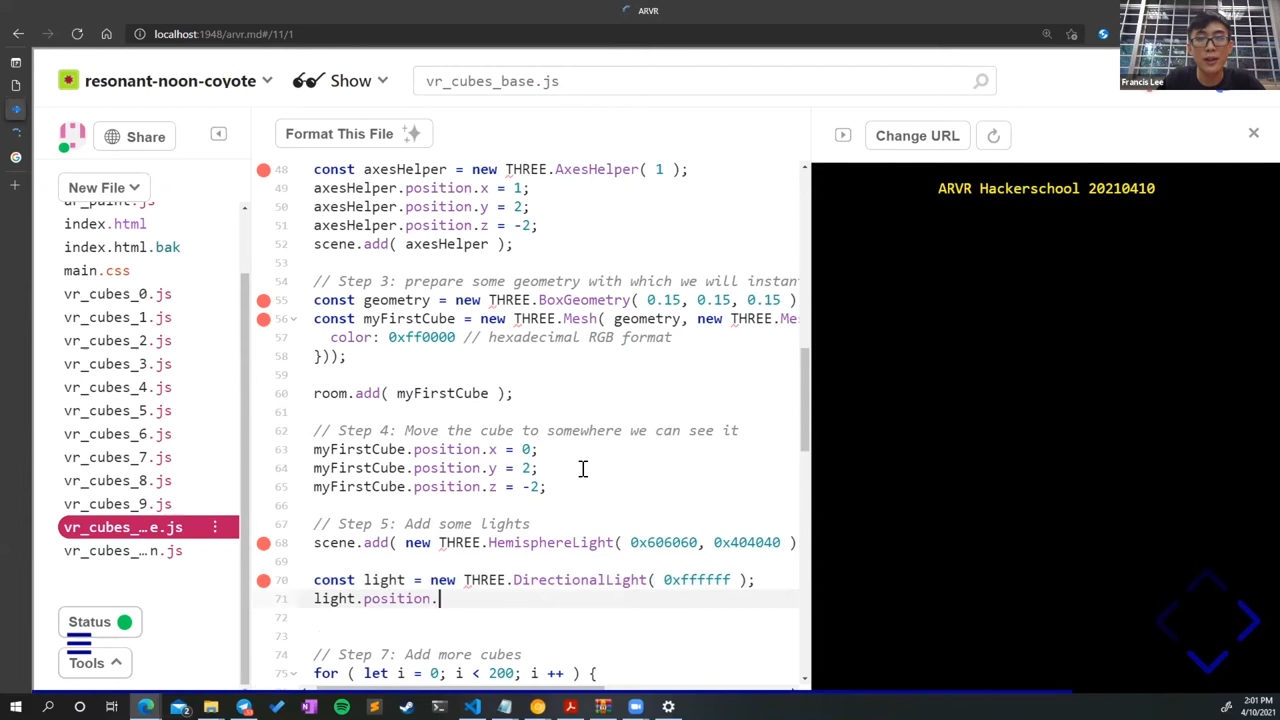 ARVR
localhost:1948/arvr.md#/11/1
Francis Lee
resonant-noon-coyote
Show
vr_cubes_base.js
Share
Format This File
Change URL
New File
ar_paint.js
index.html
index.html.bak
main.css
vr_cubes_0.js
vr_cubes_1.js
vr_cubes_2.js
vr_cubes_3.js
vr_cubes_4.js
vr_cubes_5.js
vr_cubes_6.js
vr_cubes_7.js
vr_cubes_8.js
vr_cubes_9.js
vr_cubes_...e.js
vr_cubes_...n.js
Status
Tools
48 const axesHelper = new THREE.AxesHelper( 1 );
49 axesHelper.position.x = 1;
50 axesHelper.position.y = 2;
51 axesHelper.position.z = -2;
52 scene.add( axesHelper );
53
54 // Step 3: prepare some geometry with which we will instan
55 const geometry = new THREE.BoxGeometry( 0.15, 0.15, 0.15 )
56 const myFirstCube = new THREE.Mesh( geometry, new THREE.Me
57 color: 0xff0000 // hexadecimal RGB format
58 }));
59
60 room.add( myFirstCube );
61
62 // Step 4: Move the cube to somewhere we can see it
63 myFirstCube.position.x = 0;
64 myFirstCube.position.y = 2;
65 myFirstCube.position.z = -2;
66
67 // Step 5: Add some lights
68 scene.add( new THREE.HemisphereLight( 0x606060, 0x404040 )
69
70 const light = new THREE.DirectionalLight( 0xffffff );
71 light.position.
72
73
74 // Step 7: Add more cubes
75 for ( let i = 0; i < 200; i ++ ) {
ARVR Hackerschool 20210410
2:01 PM
4/10/2021